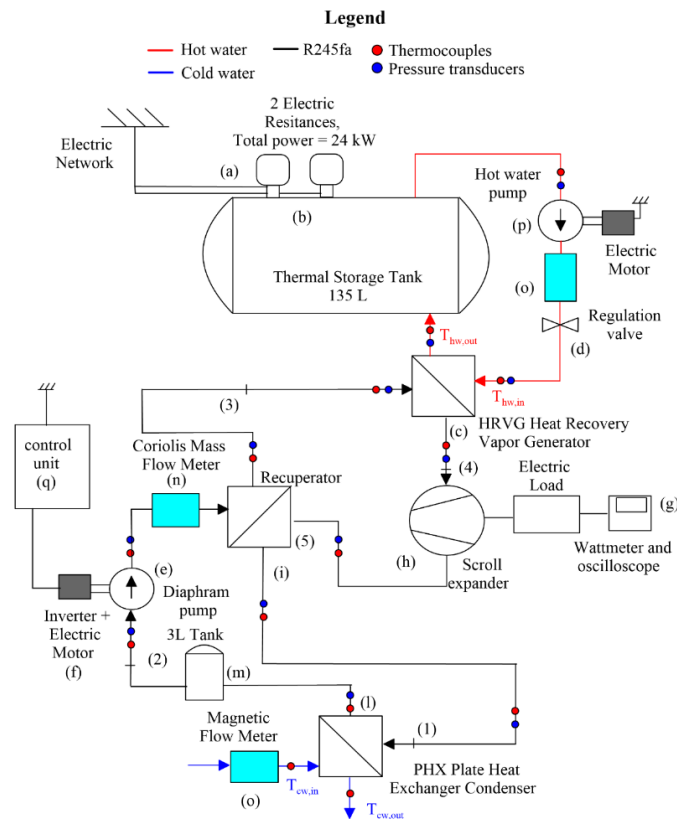 Legend
Hot water
R245fa
Thermocouples
Cold water
Pressure transducers
2 Electric
Resitances,
Total power = 24 kW
Electric
Network
(a)
(b)
Hot water
pump
(p)
Electric
Motor
Thermal Storage Tank
135 L
(o)
Regulation
valve
(d)
T_hw,out
T_hw,in
(3)
(c)
HRVG Heat Recovery
Vapor Generator
control
unit
(q)
Coriolis Mass
Flow Meter
(n)
Recuperator
(4)
Electric
Load
(g)
(5)
(h)
Scroll
expander
Wattmeter and
oscilloscope
(e)
(i)
Diaphram
pump
Inverter +
Electric
Motor
(f)
3L Tank
(2)
(m)
(l)
Magnetic
Flow Meter
(1)
T_cw,in
PHX Plate Heat
Exchanger Condenser
(o)
T_cw,out